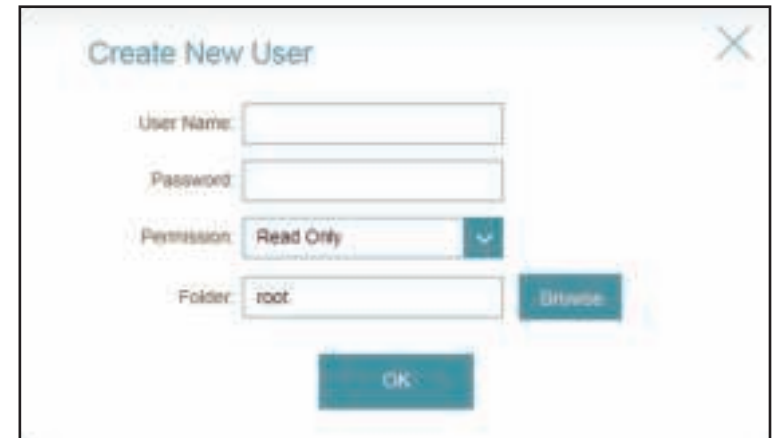 Create New User
User Name:
Password:
Permission: Read Only
Folder: root
Browse
OK